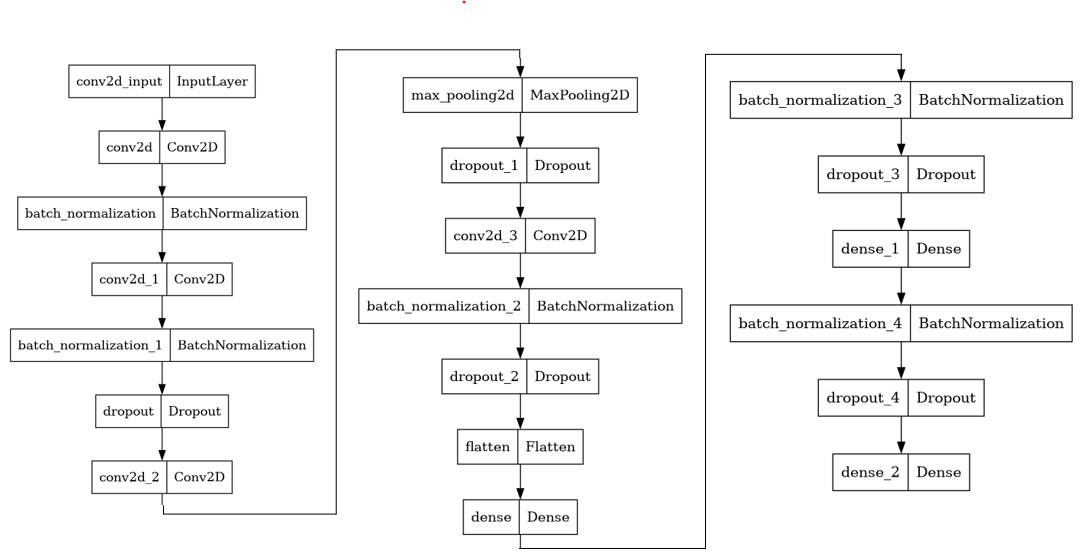 conv2d_input InputLayer
conv2d Conv2D
batch_normalization BatchNormalization
conv2d_1 Conv2D
batch_normalization_1 BatchNormalization
dropout Dropout
conv2d_2 Conv2D
max_pooling2d MaxPooling2D
dropout_1 Dropout
conv2d_3 Conv2D
batch_normalization_2 BatchNormalization
dropout_2 Dropout
flatten Flatten
dense Dense
batch_normalization_3 BatchNormalization
dropout_3 Dropout
dense_1 Dense
batch_normalization_4 BatchNormalization
dropout_4 Dropout
dense_2 Dense